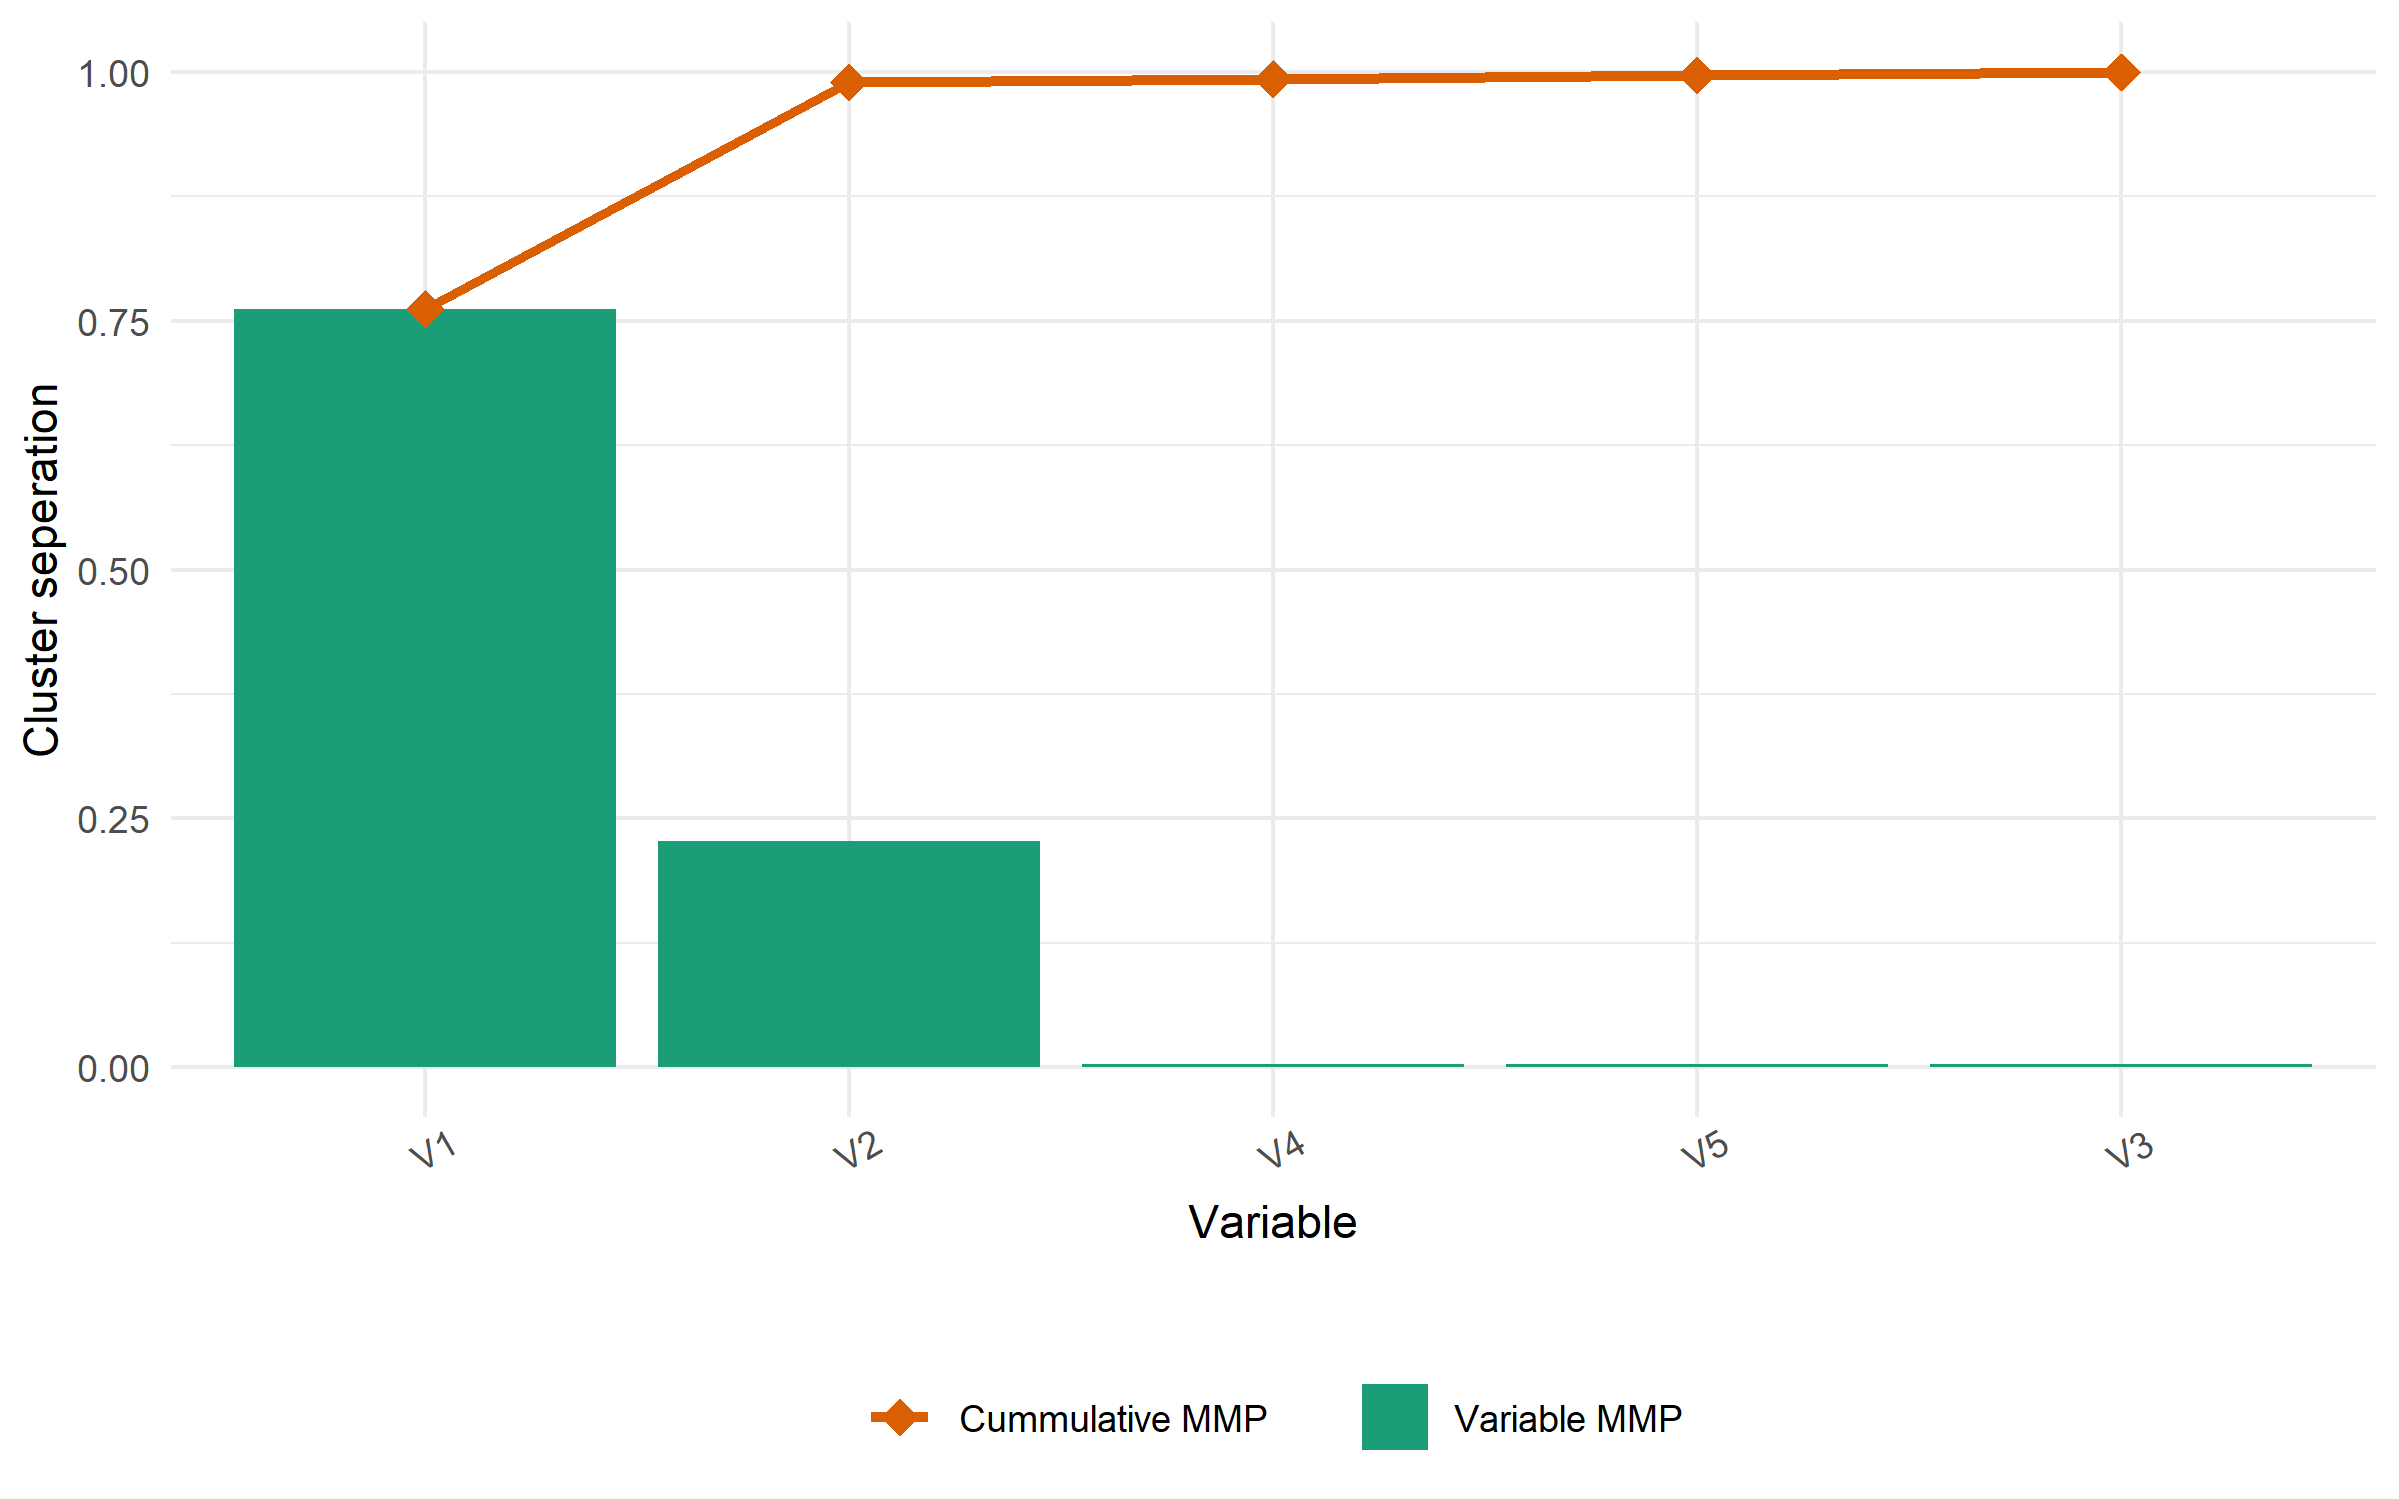 1.00
0.75
0.50
0.25
0.00
Cluster seperation
V1 V2 V4 V5 V3
Variable
Cummulative MMP Variable MMP